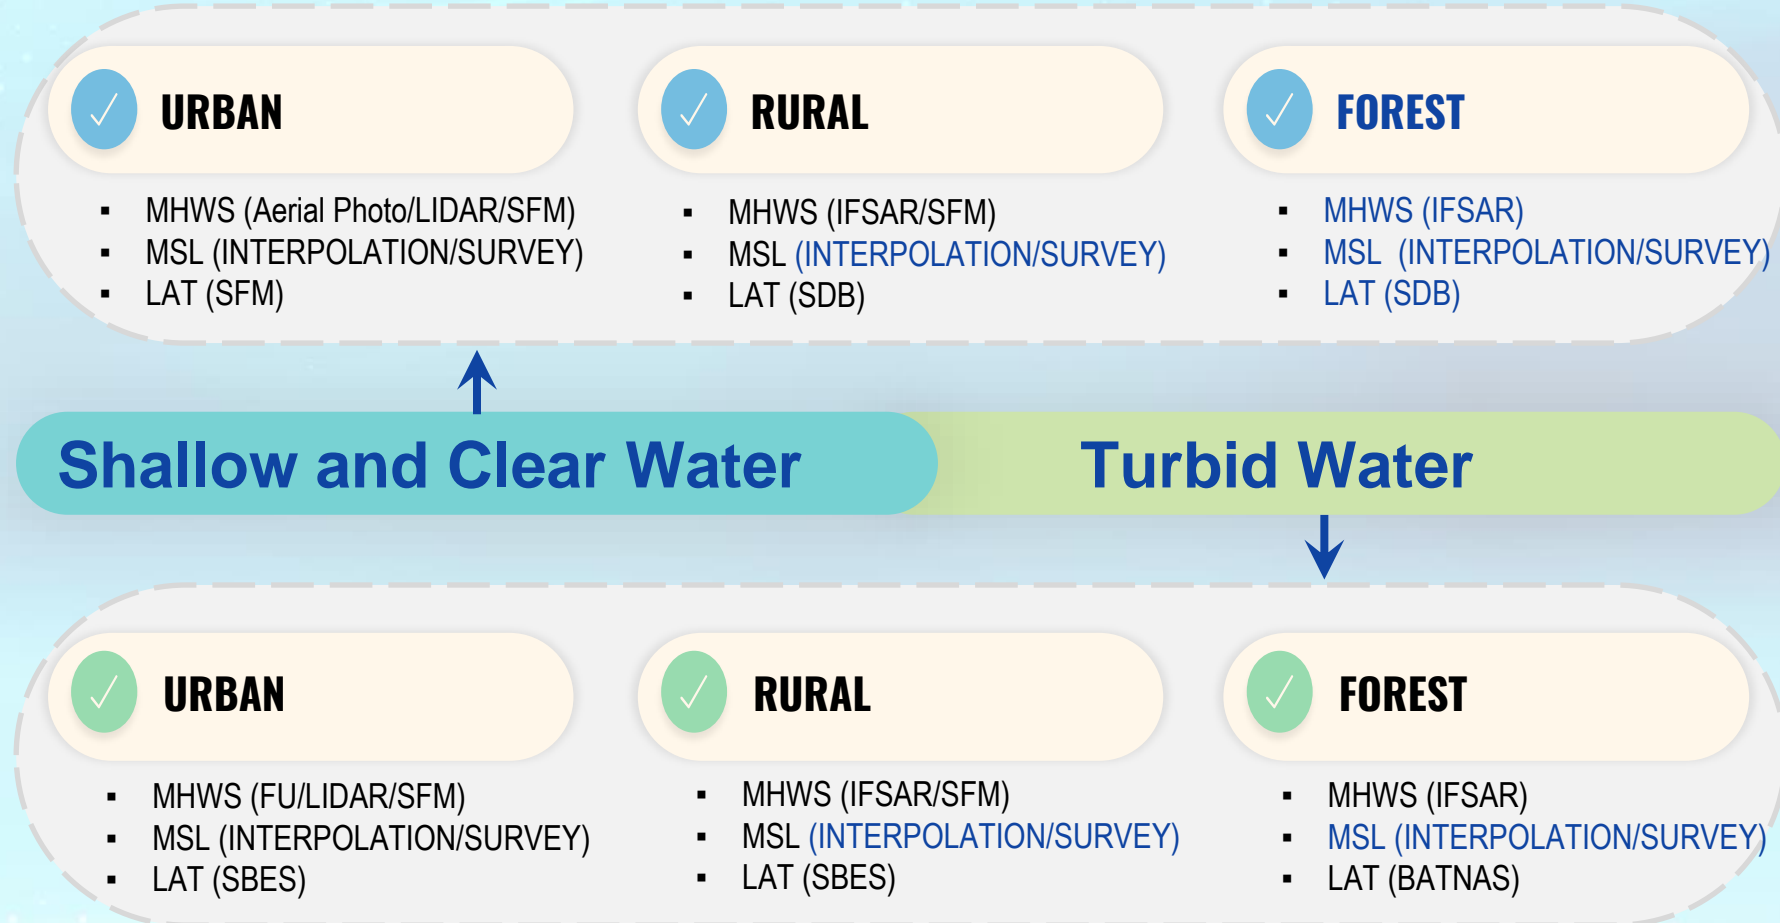 URBAN
▪ MHWS (Aerial Photo/LIDAR/SFM)
▪ MSL (INTERPOLATION/SURVEY)
▪ LAT (SFM)
RURAL
▪ MHWS (IFSAR/SFM)
▪ MSL (INTERPOLATION/SURVEY)
▪ LAT (SDB)
FOREST
▪ MHWS (IFSAR)
▪ MSL (INTERPOLATION/SURVEY)
▪ LAT (SDB)
Shallow and Clear Water
Turbid Water
URBAN
▪ MHWS (FU/LIDAR/SFM)
▪ MSL (INTERPOLATION/SURVEY)
▪ LAT (SBES)
RURAL
▪ MHWS (IFSAR/SFM)
▪ MSL (INTERPOLATION/SURVEY)
▪ LAT (SBES)
FOREST
▪ MHWS (IFSAR)
▪ MSL (INTERPOLATION/SURVEY)
▪ LAT (BATNAS)